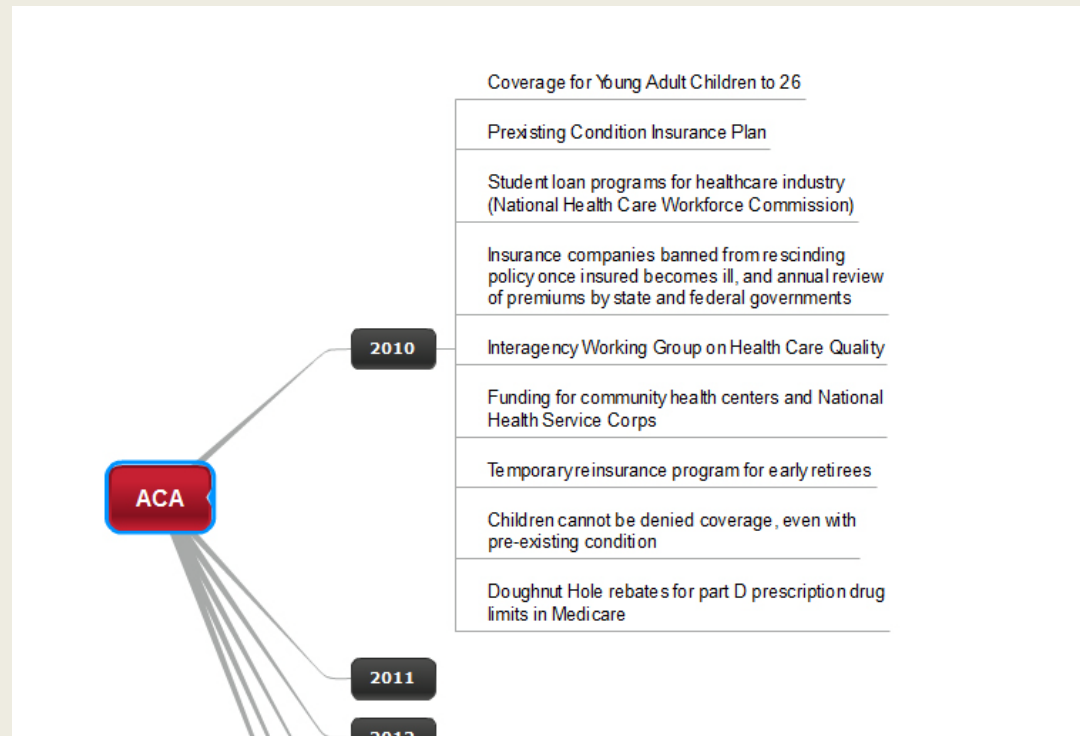 Coverage for Young Adult Children to 26
Prexisting Condition Insurance Plan
Student loan programs for healthcare industry
(National Health Care Workforce Commission)
Insurance companies banned from rescinding
policy once insured becomes ill, and annual review
of premiums by state and federal governments
2010
Interagency Working Group on Health Care Quality
Funding for community health centers and National
Health Service Corps
Temporary reinsurance program for early retirees
ACA
Children cannot be denied coverage, even with
pre-existing condition
Doughnut Hole rebates for part D prescription drug
limits in Medicare
2011